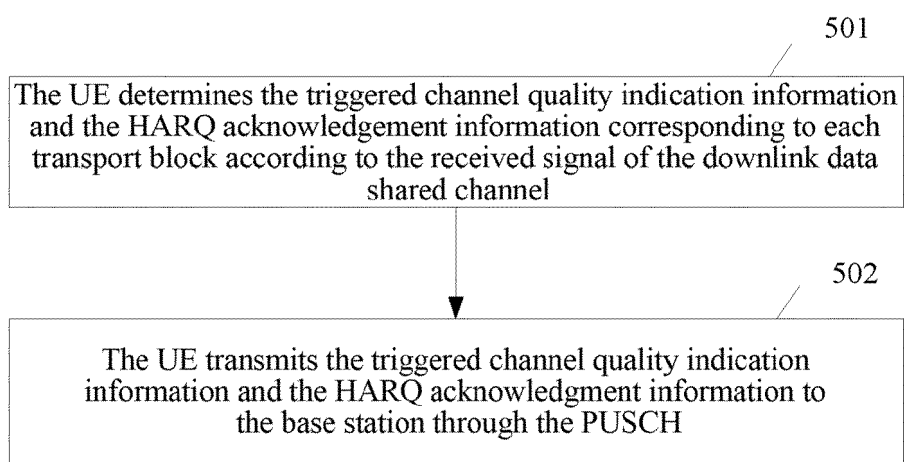 501
The UE determines the triggered channel quality indication information
and the HARQ acknowledgement information corresponding to each
transport block according to the received signal of the downlink data
shared channel
502
The UE transmits the triggered channel quality indication
information and the HARQ acknowledgment information to
the base station through the PUSCH